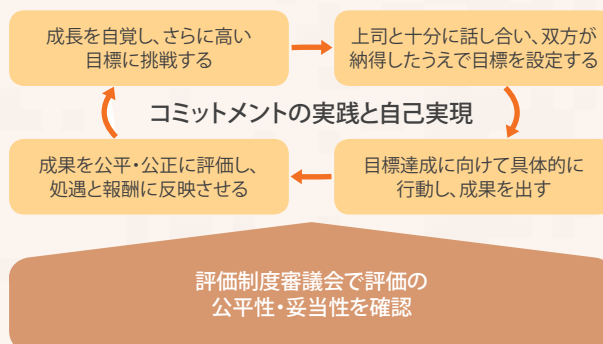 成長を自覚し、さらに高い
目標に挑戦する
上司と十分に話し合い、双方が
納得したうえで目標を設定する
コミットメントの実践と自己実現
成果を公平・公正に評価し、
処遇と報酬に反映させる
目標達成に向けて具体的に
行動し、成果を出す
評価制度審議会で評価の
公平性・妥当性を確認